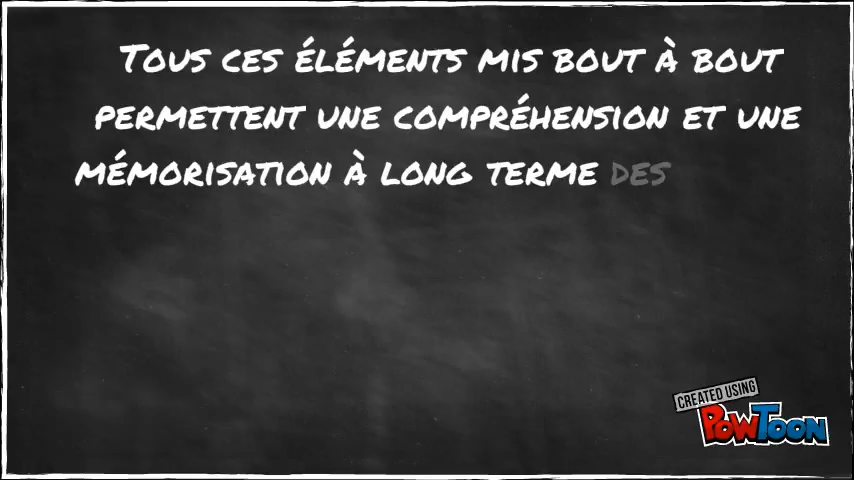 Tous ces éléments mis bout à bout
permettent une compréhension et une
mémorisation à long terme des
CREATED USING
POWTOON